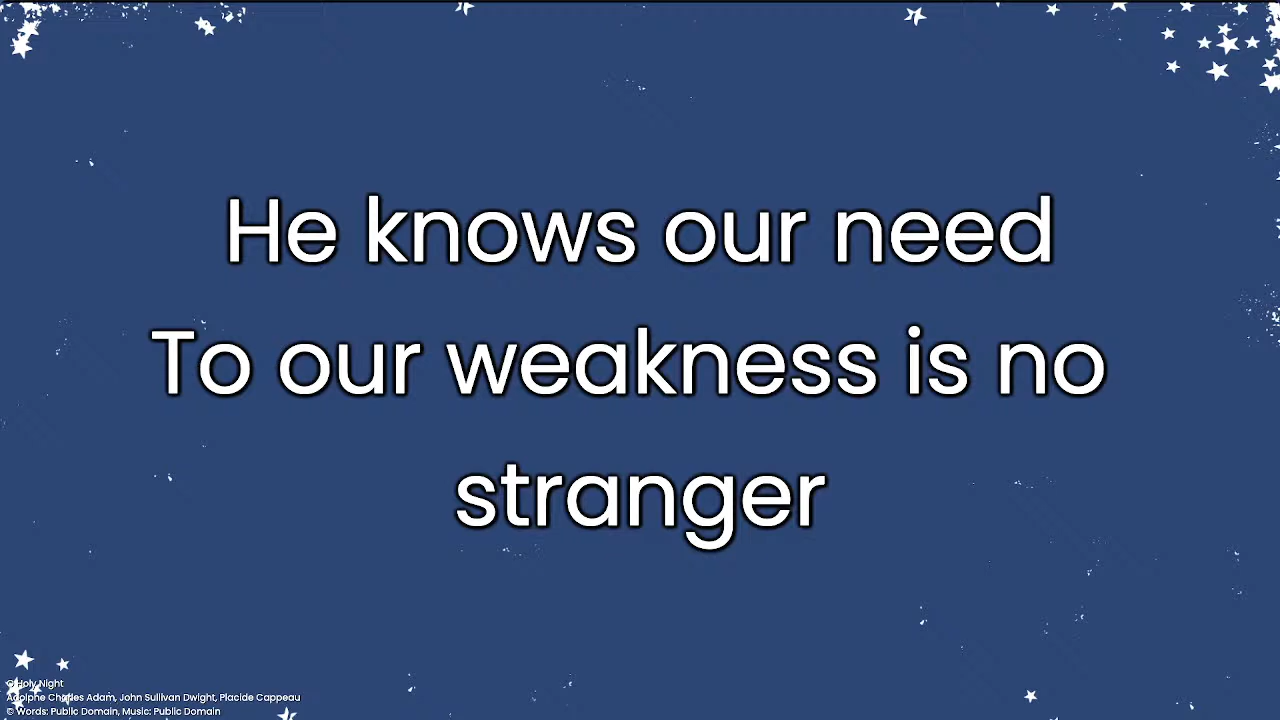 He knows our need
To our weakness is no
stranger
O Holy Night
Adolphe Charles Adam, John Sullivan Dwight, Placide Cappeau
© Words: Public Domain, Music: Public Domain